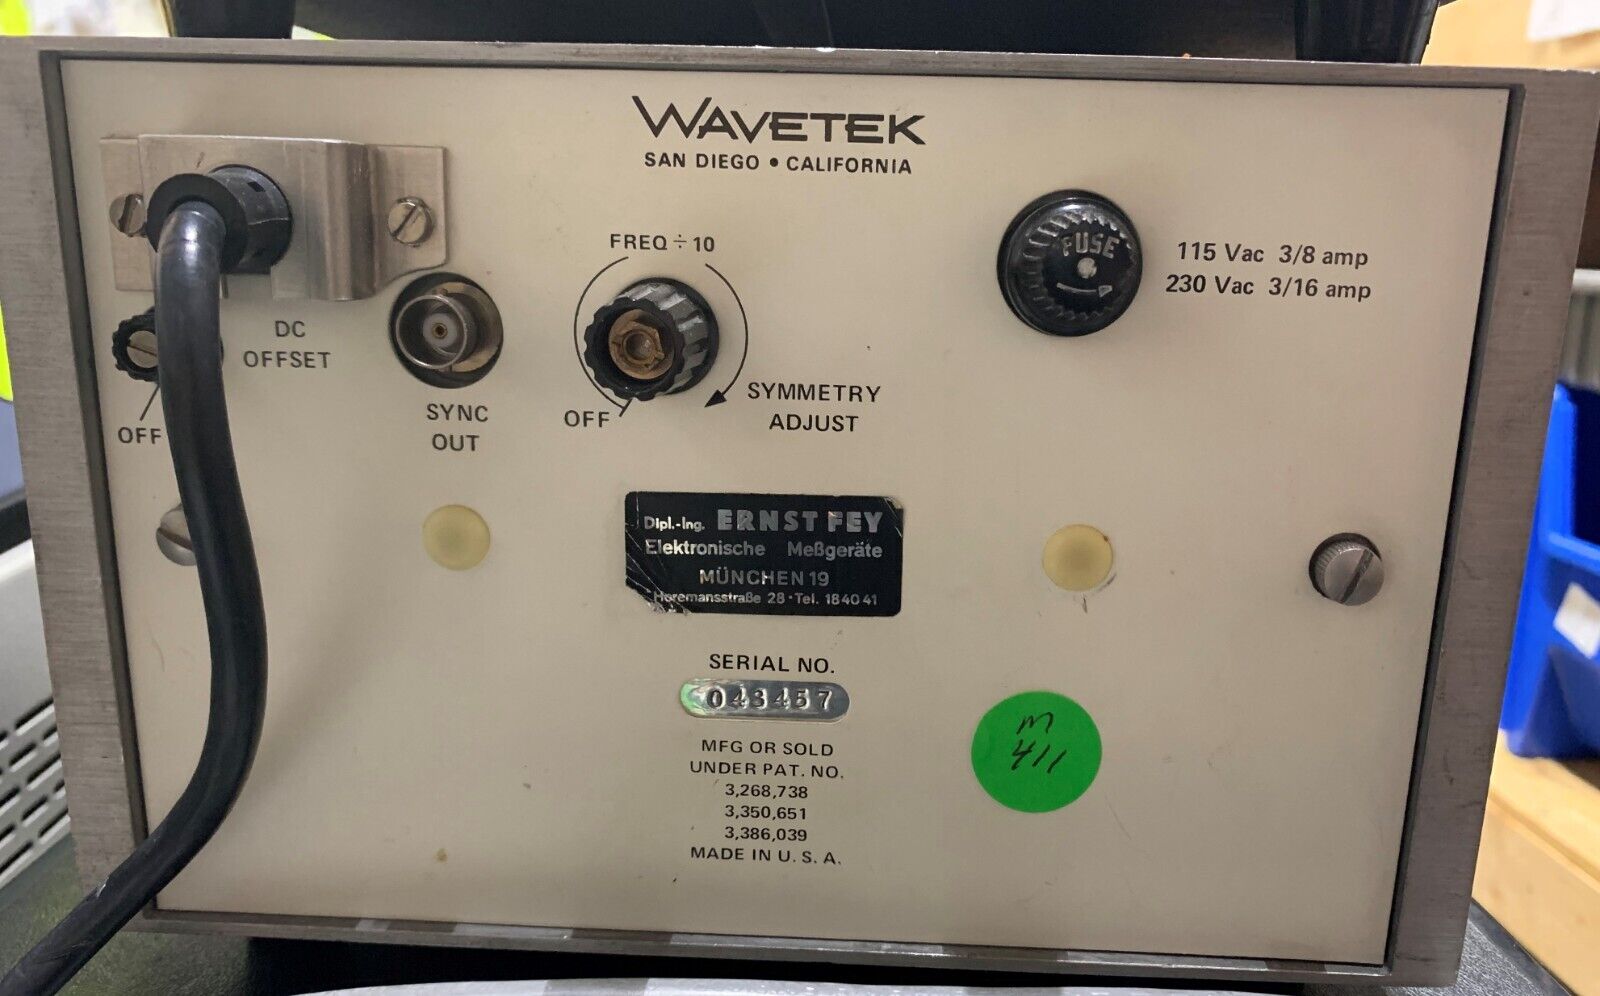 WAVETEK
SAN DIEGO • CALIFORNIA
FREQ ÷ 10
FUSE
115 Vac 3/8 amp
230 Vac 3/16 amp
DC
OFFSET
OFF
SYNC
OUT
OFF
SYMMETRY
ADJUST
Dipl.-Ing. ERNST FEY
Elektronische Meßgeräte
MÜNCHEN 19
Horemansstraße 28 · Tel. 18 40 41
SERIAL NO.
043457
MFG OR SOLD
UNDER PAT. NO.
3,268,738
3,350,651
3,386,039
MADE IN U. S. A.
M
411